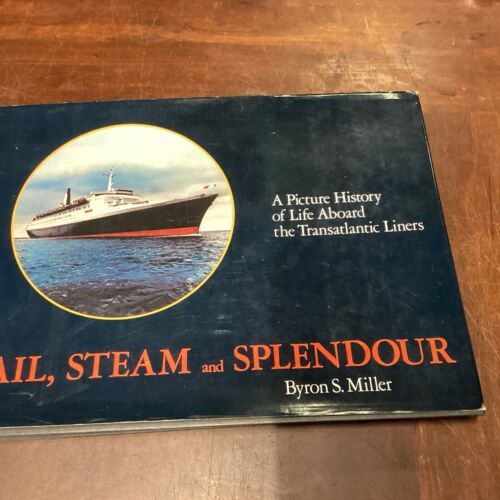 A Picture History
of Life Aboard
the Transatlantic Liners
AIL, STEAM and SPLENDOUR
Byron S. Miller